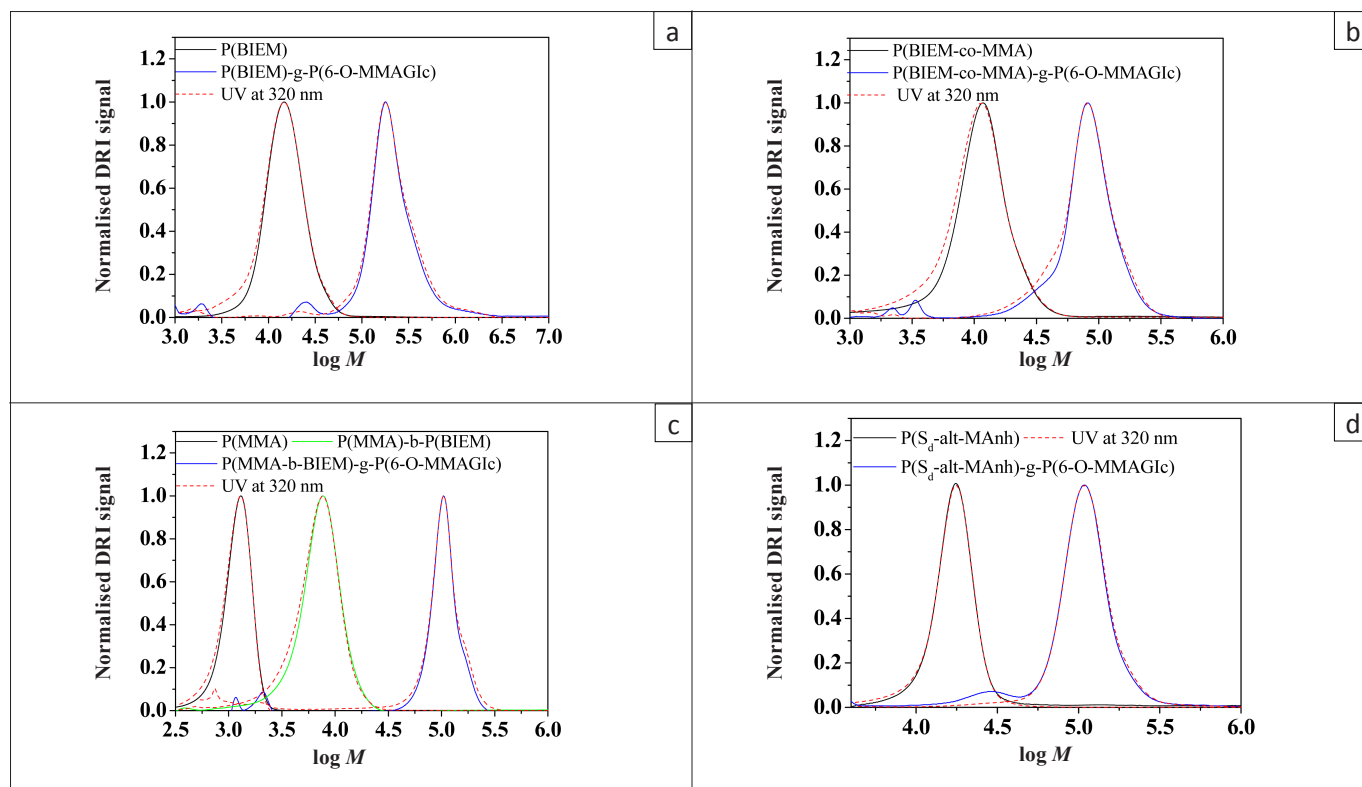 a
P(BIEM)
P(BIEM)-g-P(6-O-MMAGIc)
UV at 320 nm
Normalised DRI signal
1.2
1.0
0.8
0.6
0.4
0.2
0.0
3.0 3.5 4.0 4.5 5.0 5.5 6.0 6.5 7.0
log M
b
P(BIEM-co-MMA)
P(BIEM-co-MMA)-g-P(6-O-MMAGIc)
UV at 320 nm
Normalised DRI signal
1.2
1.0
0.8
0.6
0.4
0.2
0.0
3.0 3.5 4.0 4.5 5.0 5.5 6.0
log M
c
P(MMA) P(MMA)-b-P(BIEM)
P(MMA-b-BIEM)-g-P(6-O-MMAGIc)
UV at 320 nm
Normalised DRI signal
1.2
1.0
0.8
0.6
0.4
0.2
0.0
2.5 3.0 3.5 4.0 4.5 5.0 5.5 6.0
log M
d
P(Sd-alt-MAnh) UV at 320 nm
P(Sd-alt-MAnh)-g-P(6-O-MMAGIc)
Normalised DRI signal
1.2
1.0
0.8
0.6
0.4
0.2
0.0
4.0 4.5 5.0 5.5 6.0
log M